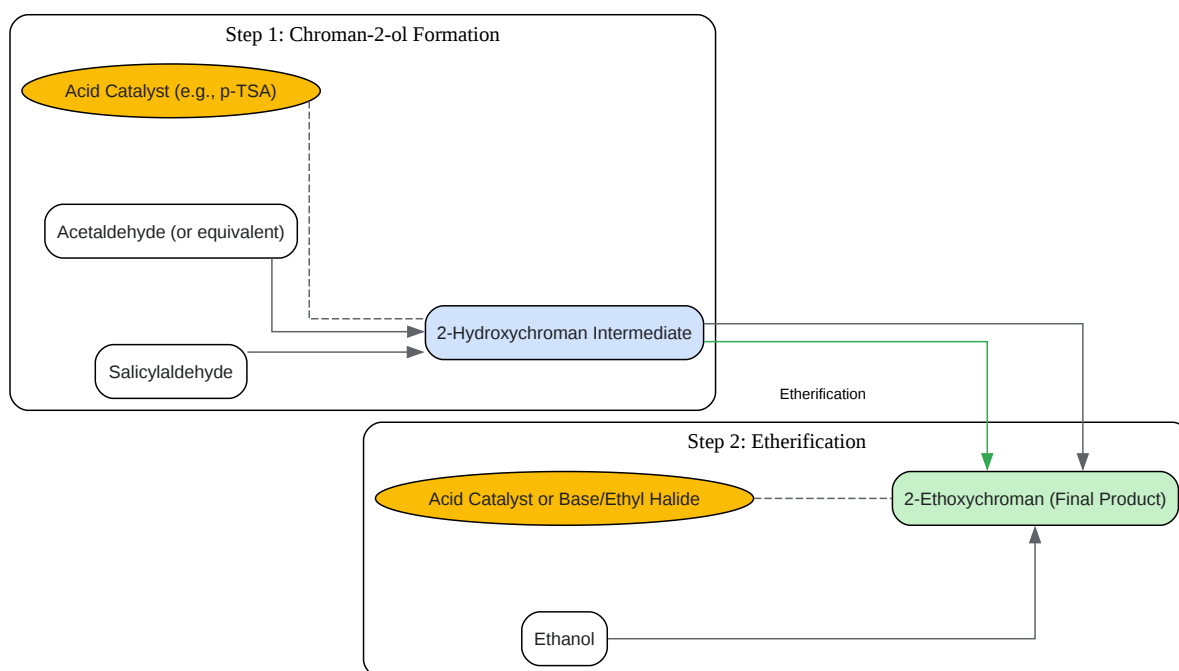 Step 1: Chroman-2-ol Formation
Acid Catalyst (e.g., p-TSA)
Acetaldehyde (or equivalent)
2-Hydroxychroman Intermediate
Salicylaldehyde
Etherification
Step 2: Etherification
Acid Catalyst or Base/Ethyl Halide
2-Ethoxychroman (Final Product)
Ethanol